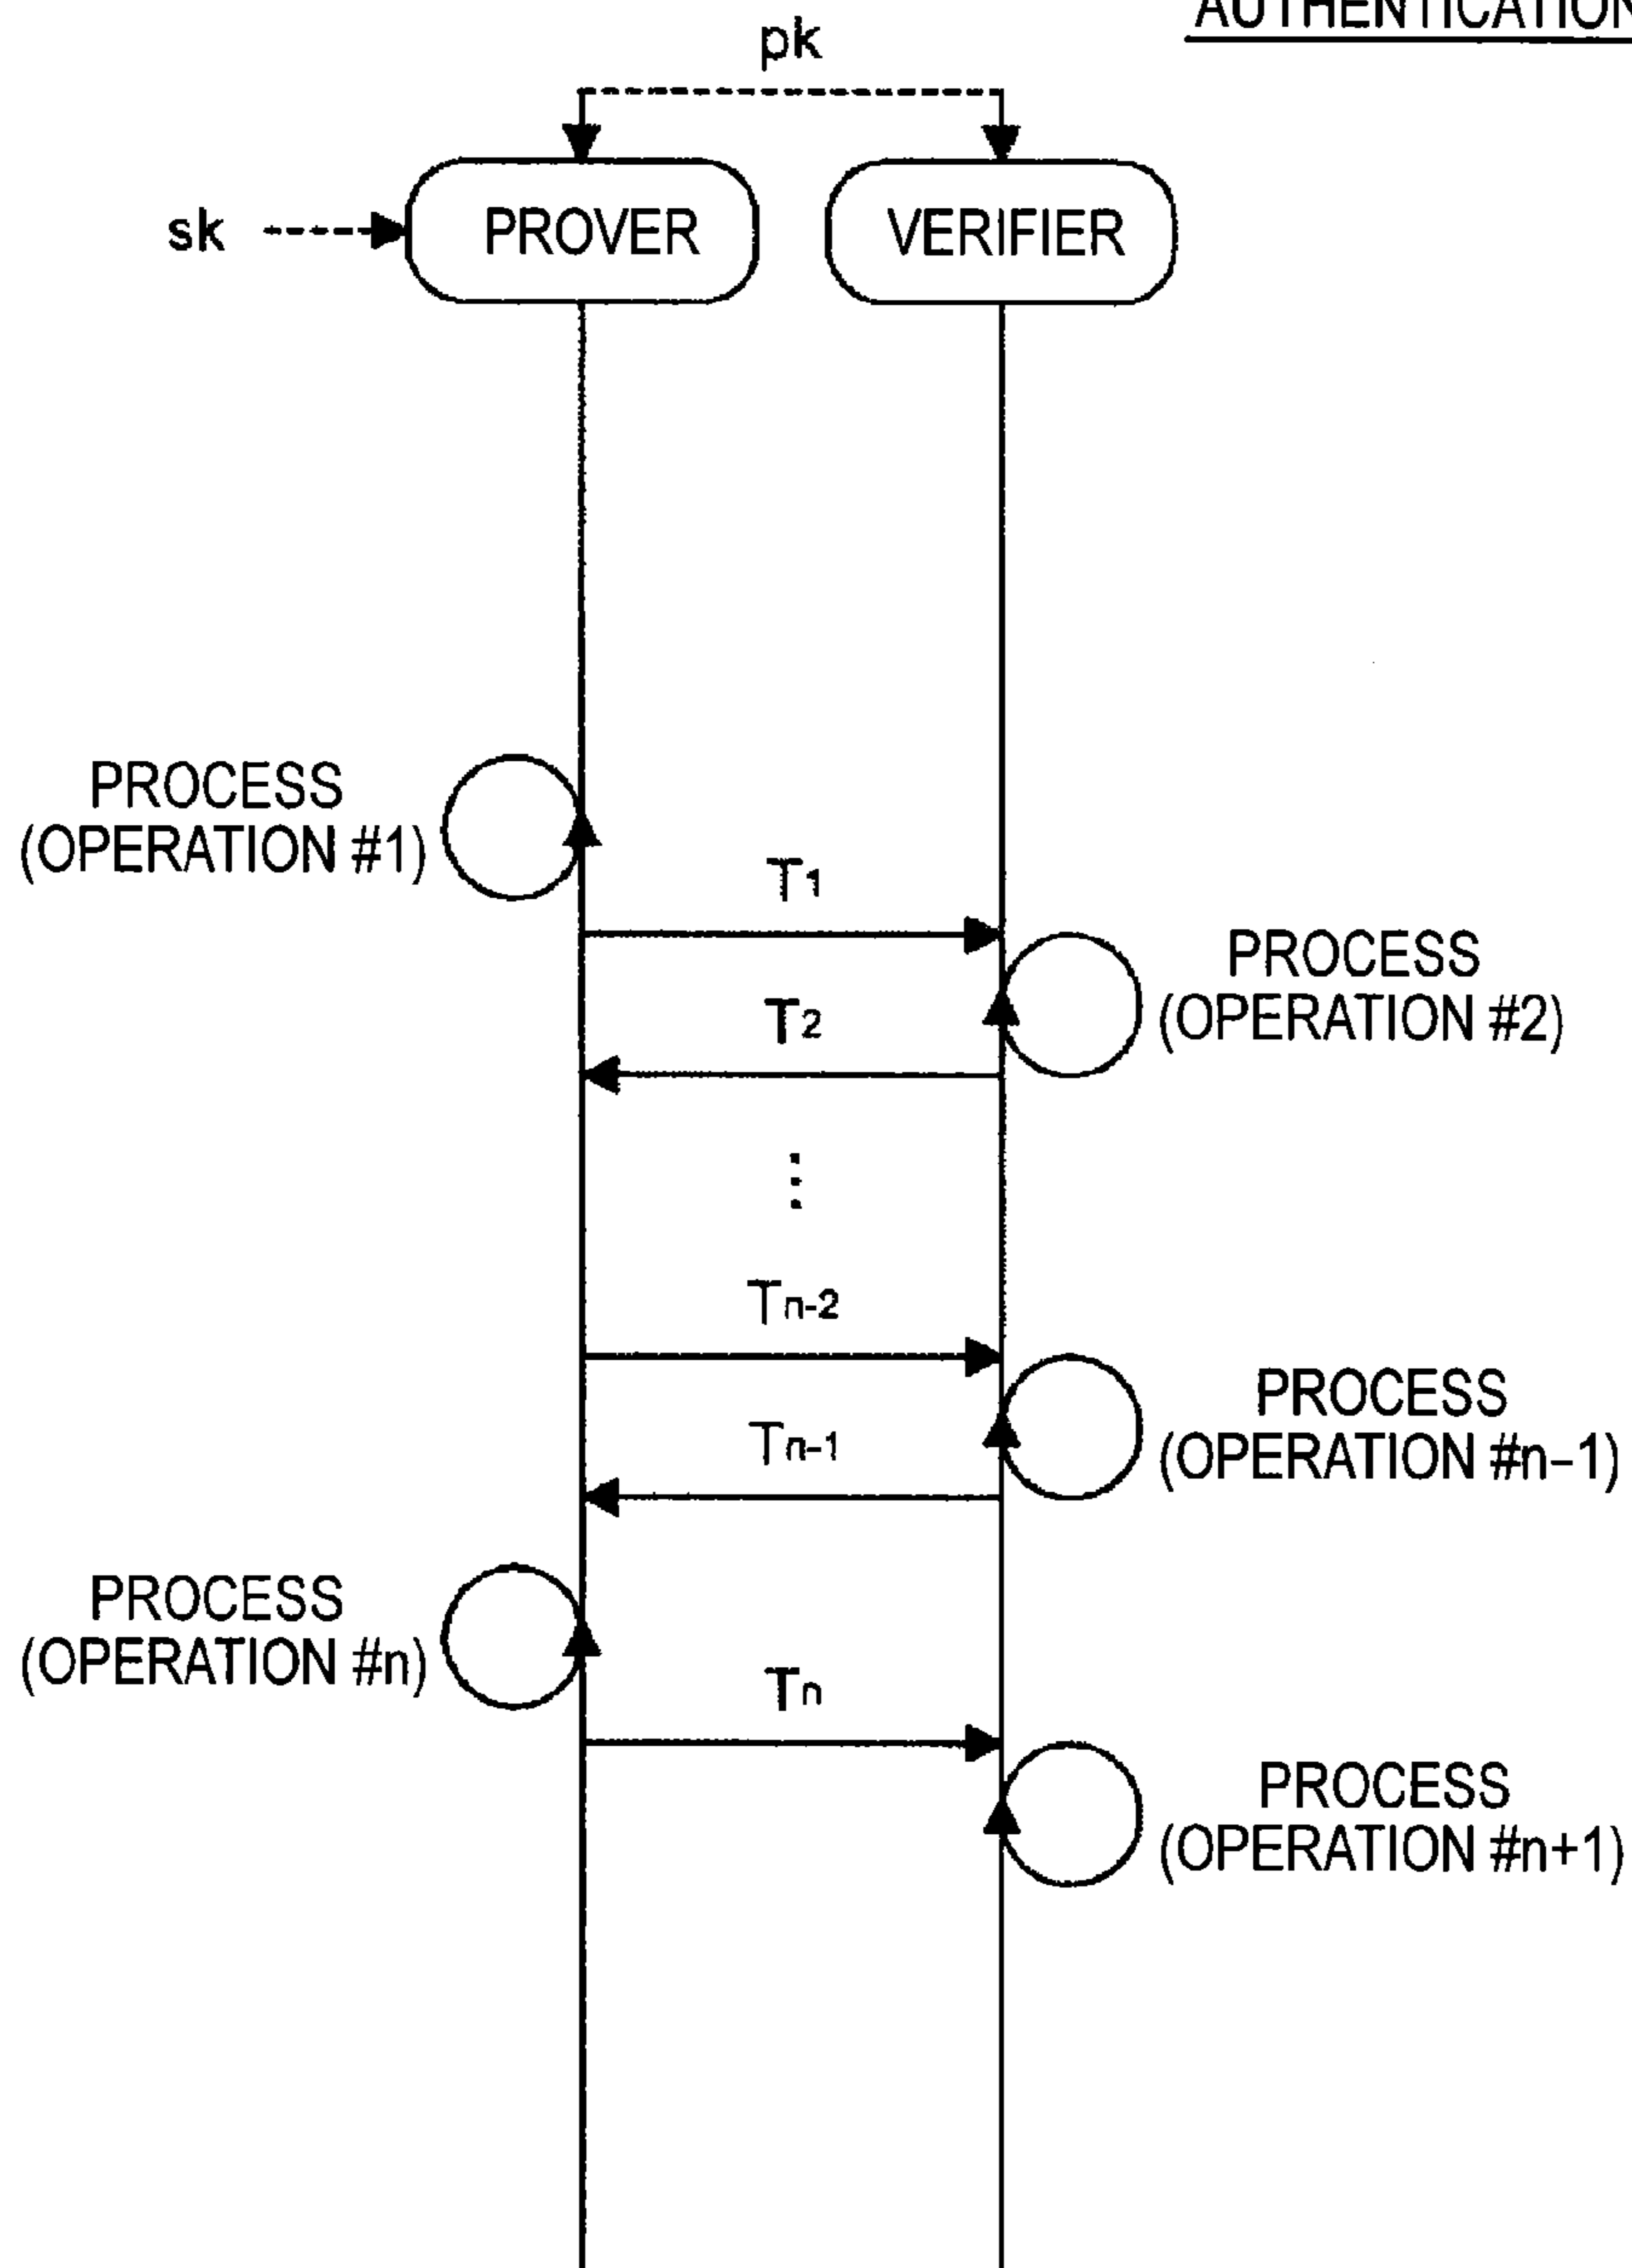 AUTHENTICATION
pk
sk
PROVER
VERIFIER
PROCESS
(OPERATION #1)
T1
PROCESS
(OPERATION #2)
T2
⋮
Tn-2
PROCESS
(OPERATION #n-1)
Tn-1
PROCESS
(OPERATION #n)
Tn
PROCESS
(OPERATION #n+1)